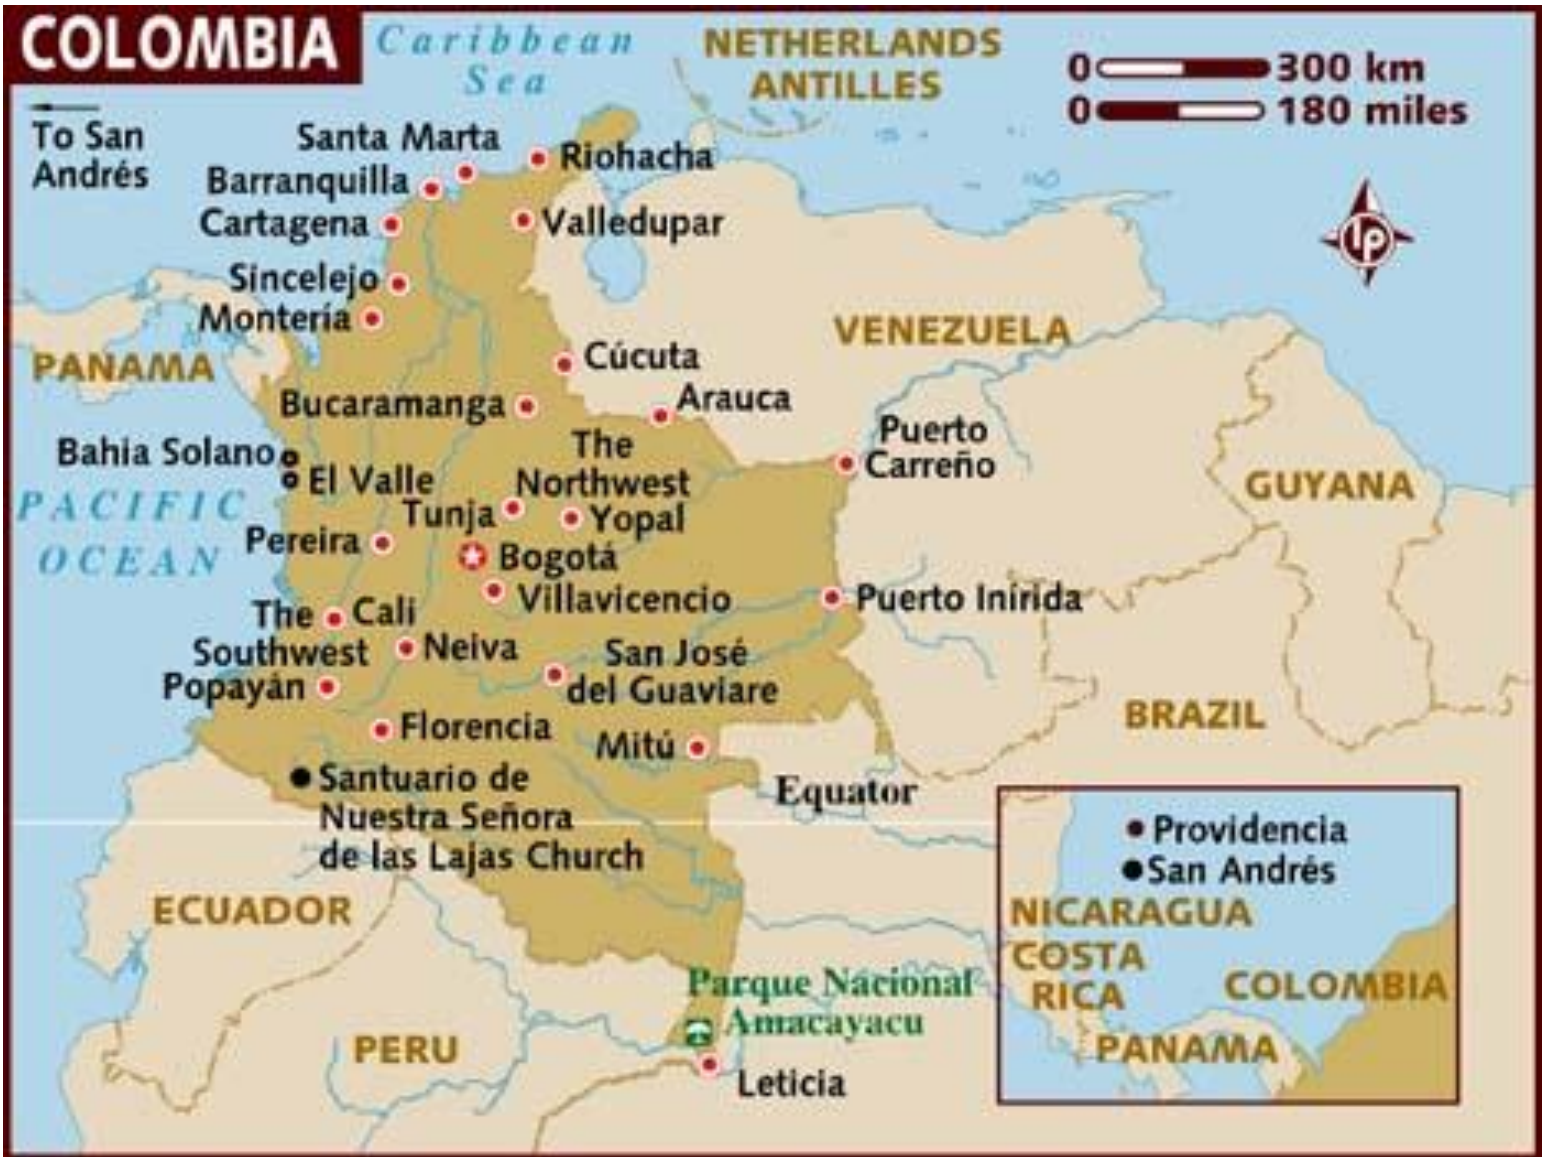 COLOMBIA
Caribbean
Sea
NETHERLANDS
ANTILLES
0 300 km
0 180 miles
To San
Andrés
Santa Marta
Riohacha
Barranquilla
Cartagena
Valledupar
LP
Sincelejo
Montería
PANAMA
VENEZUELA
Cúcuta
Bucaramanga
Arauca
Puerto
Carreño
Bahia Solano
El Valle
The
Northwest
GUYANA
PACIFIC
OCEAN
Tunja
Yopal
Pereira
Bogotá
Villavicencio
Puerto Inírida
The
Southwest
Cali
Neiva
San José
del Guaviare
Popayán
Florencia
Mitú
BRAZIL
Santuario de
Nuestra Señora
de las Lajas Church
Equator
ECUADOR
PERU
Parque Nacional
Amacayacu
Leticia
Providencia
San Andrés
NICARAGUA
COSTA
RICA
COLOMBIA
PANAMA